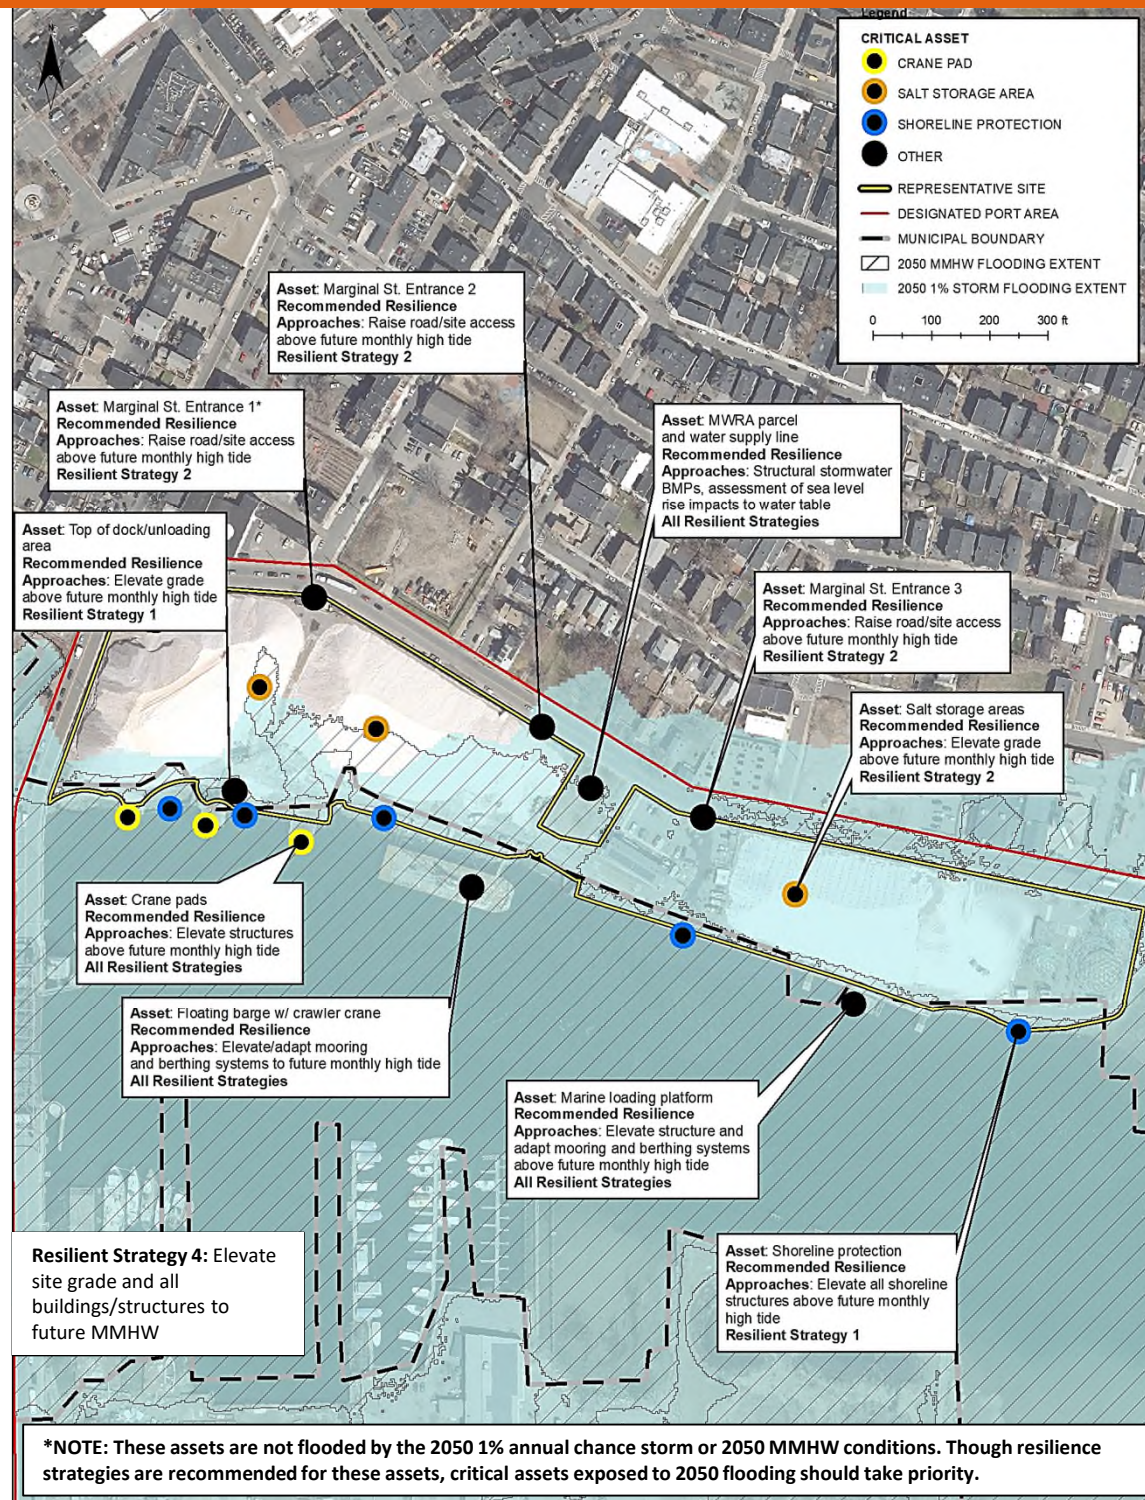 N
Legend
CRITICAL ASSET
CRANE PAD
SALT STORAGE AREA
SHORELINE PROTECTION
OTHER
REPRESENTATIVE SITE
DESIGNATED PORT AREA
MUNICIPAL BOUNDARY
2050 MMHW FLOODING EXTENT
2050 1% STORM FLOODING EXTENT
0 100 200 300 ft
Asset: Marginal St. Entrance 2
Recommended Resilience
Approaches: Raise road/site access
above future monthly high tide
Resilient Strategy 2
Asset: Marginal St. Entrance 1*
Recommended Resilience
Approaches: Raise road/site access
above future monthly high tide
Resilient Strategy 2
Asset: MWRA parcel
and water supply line
Recommended Resilience
Approaches: Structural stormwater
BMPs, assessment of sea level
rise impacts to water table
All Resilient Strategies
Asset: Top of dock/unloading
area
Recommended Resilience
Approaches: Elevate grade
above future monthly high tide
Resilient Strategy 1
Asset: Marginal St. Entrance 3
Recommended Resilience
Approaches: Raise road/site access
above future monthly high tide
Resilient Strategy 2
Asset: Salt storage areas
Recommended Resilience
Approaches: Elevate grade
above future monthly high tide
Resilient Strategy 2
Asset: Crane pads
Recommended Resilience
Approaches: Elevate structures
above future monthly high tide
All Resilient Strategies
Asset: Floating barge w/ crawler crane
Recommended Resilience
Approaches: Elevate/adapt mooring
and berthing systems to future monthly high tide
All Resilient Strategies
Asset: Marine loading platform
Recommended Resilience
Approaches: Elevate structure and
adapt mooring and berthing systems
above future monthly high tide
All Resilient Strategies
Asset: Shoreline protection
Recommended Resilience
Approaches: Elevate all shoreline
structures above future monthly
high tide
Resilient Strategy 1
Resilient Strategy 4: Elevate
site grade and all
buildings/structures to
future MMHW
*NOTE: These assets are not flooded by the 2050 1% annual chance storm or 2050 MMHW conditions. Though resilience
strategies are recommended for these assets, critical assets exposed to 2050 flooding should take priority.